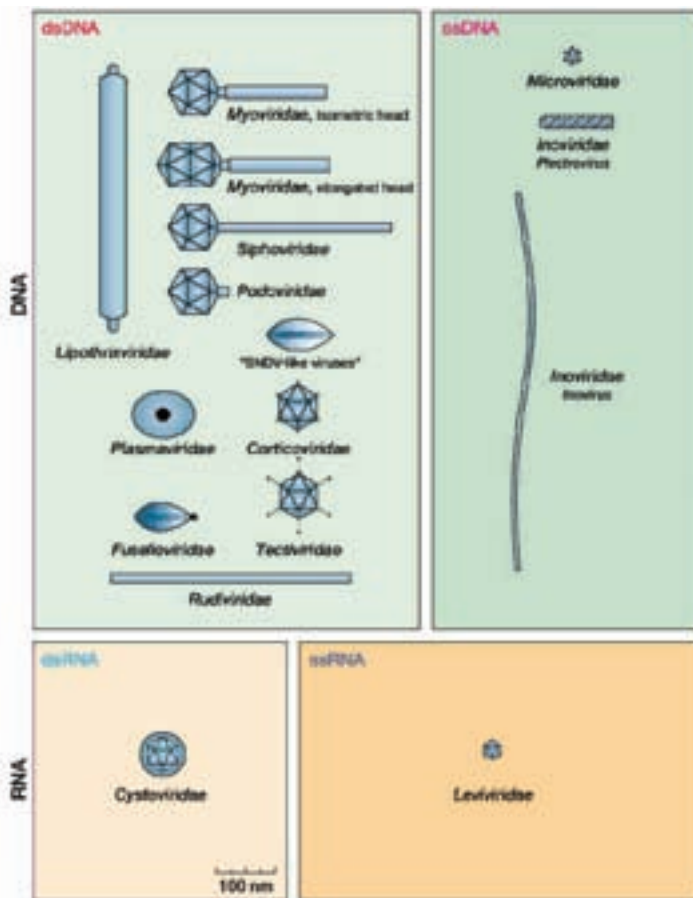 dsDNA
Myoviridae, isometric head
Myoviridae, elongated head
Siphoviridae
Podoviridae
Lipothrixviridae
"SNDV-like viruses"
Plasmaviridae
Corticoviridae
Fuselloviridae
Tectiviridae
Rudiviridae
ssDNA
Microviridae
Inoviridae
Plectrovirus
Inoviridae
Inovirus
DNA
dsRNA
Cystoviridae
100 nm
ssRNA
Leviviridae
RNA